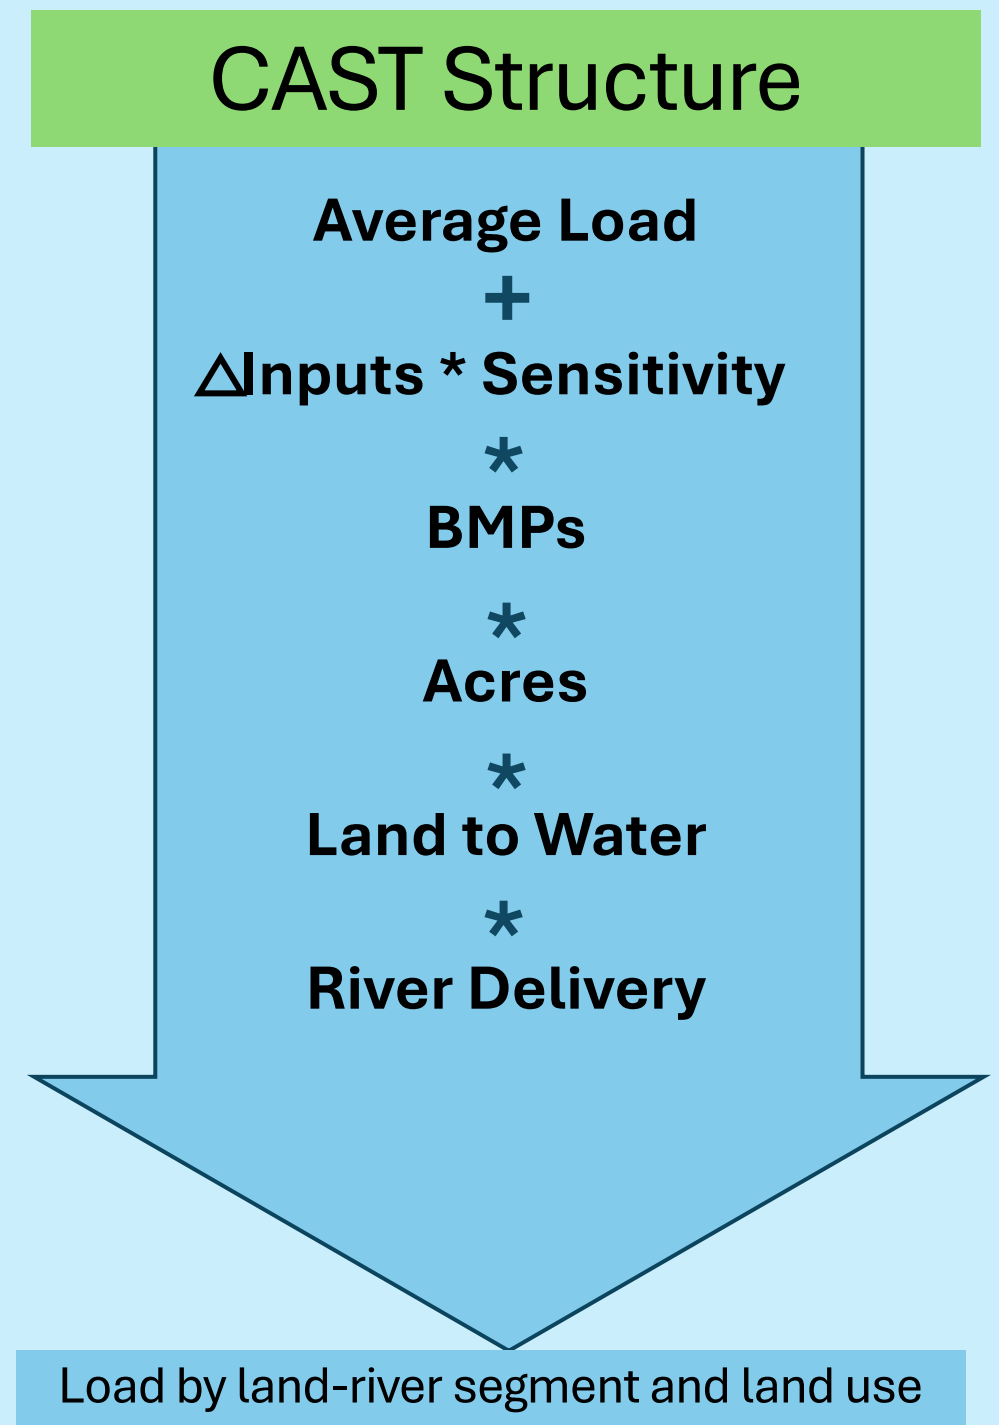 CAST Structure
Average Load
+
△Inputs * Sensitivity
*
BMPs
*
Acres
*
Land to Water
*
River Delivery
Load by land-river segment and land use